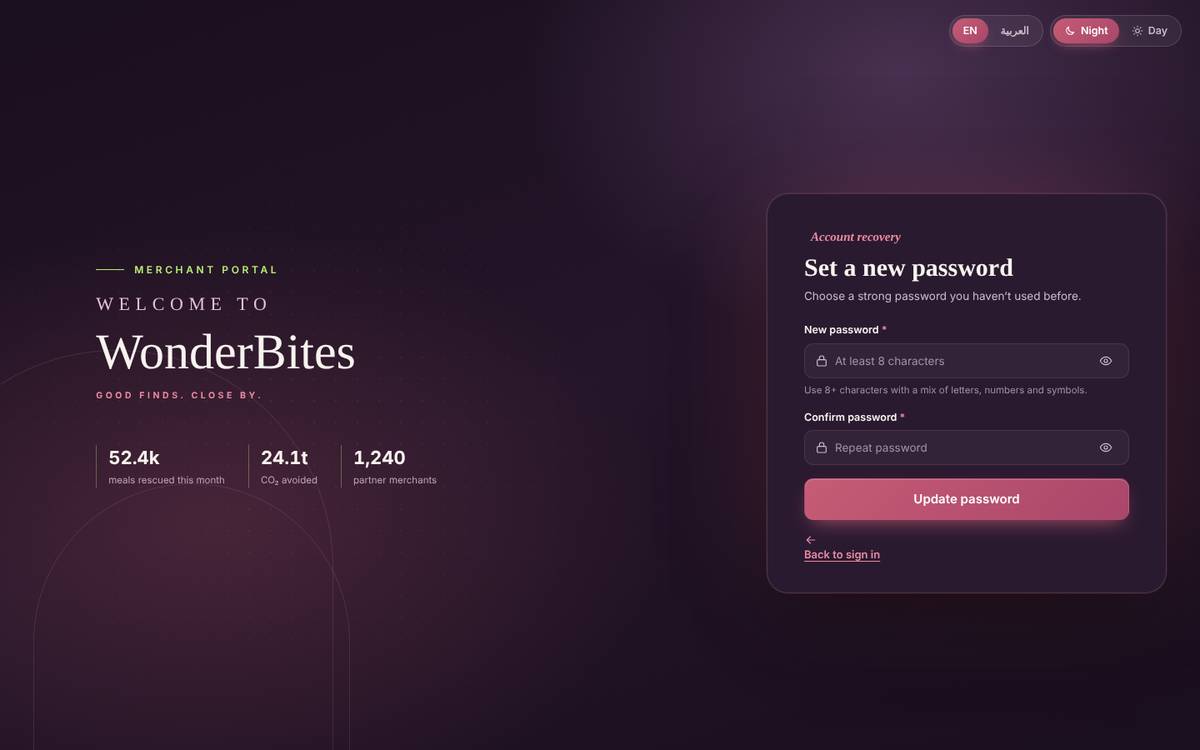 EN
العربية
Night
Day
MERCHANT PORTAL
WELCOME TO
WonderBites
GOOD FINDS. CLOSE BY.
52.4k
meals rescued this month
24.1t
CO₂ avoided
1,240
partner merchants
Account recovery
Set a new password
Choose a strong password you haven’t used before.
New password *
At least 8 characters
Use 8+ characters with a mix of letters, numbers and symbols.
Confirm password *
Repeat password
Update password
←
Back to sign in